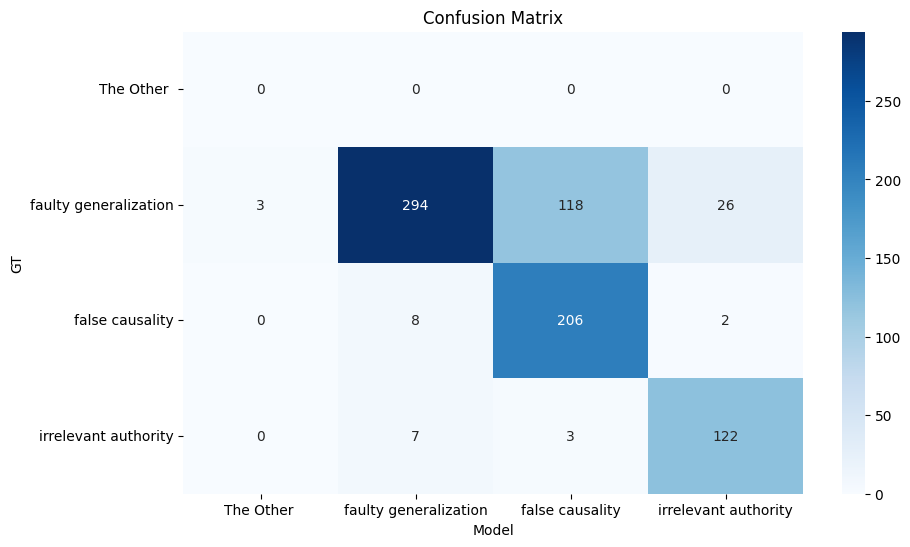 Confusion Matrix
The Other
0 0 0 0
250
faulty generalization
3 294 118 26
200
150
GT
false causality
0 8 206 2
100
irrelevant authority
0 7 3 122
50
0
The Other faulty generalization false causality irrelevant authority
Model